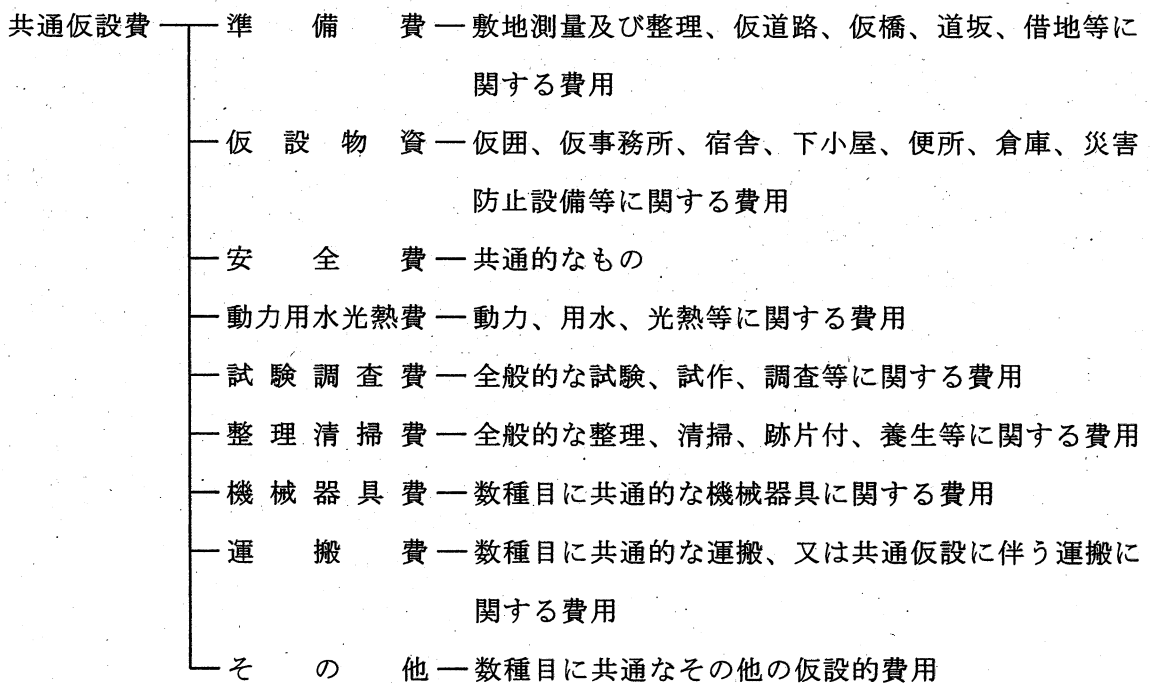 共通仮設費 準備費 敷地測量及び整理、仮道路、仮橋、道坂、借地等に
関する費用
仮設物資 仮囲、仮事務所、宿舎、下小屋、便所、倉庫、災害
防止設備等に関する費用
安全費 共通的なもの
動力用水光熱費 動力、用水、光熱等に関する費用
試験調査費 全般的な試験、試作、調査等に関する費用
整理清掃費 全般的な整理、清掃、跡片付、養生等に関する費用
機械器具費 数種目に共通的な機械器具に関する費用
運搬費 数種目に共通的な運搬、又は共通仮設に伴う運搬に
関する費用
その他 数種目に共通なその他の仮設的費用